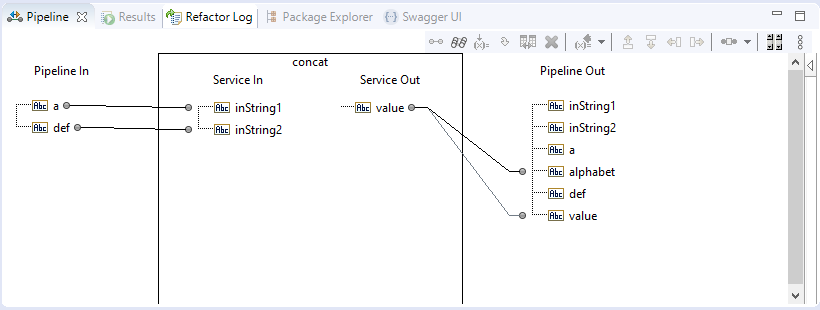 Pipeline Results Refactor Log Package Explorer Swagger UI
(x)=
concat
Pipeline In Service In Service Out Pipeline Out
Abc a Abc inString1 Abc value Abc inString1
Abc def Abc inString2 Abc inString2
Abc a
Abc alphabet
Abc def
Abc value